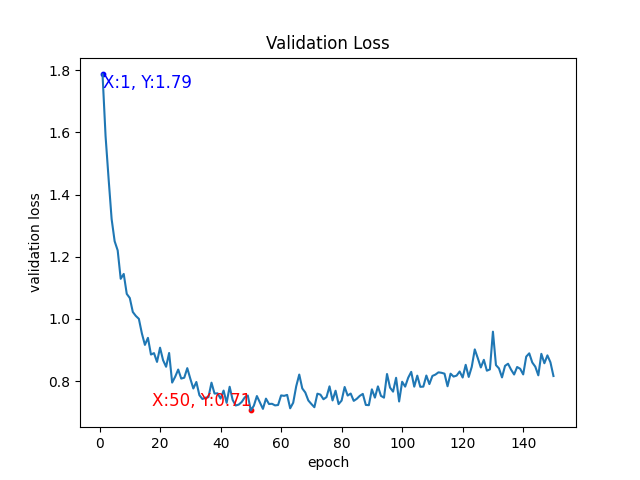 Validation Loss
X:1, Y:1.79
X:50, Y:0.71
validation loss
1.8
1.6
1.4
1.2
1.0
0.8
0 20 40 60 80 100 120 140
epoch